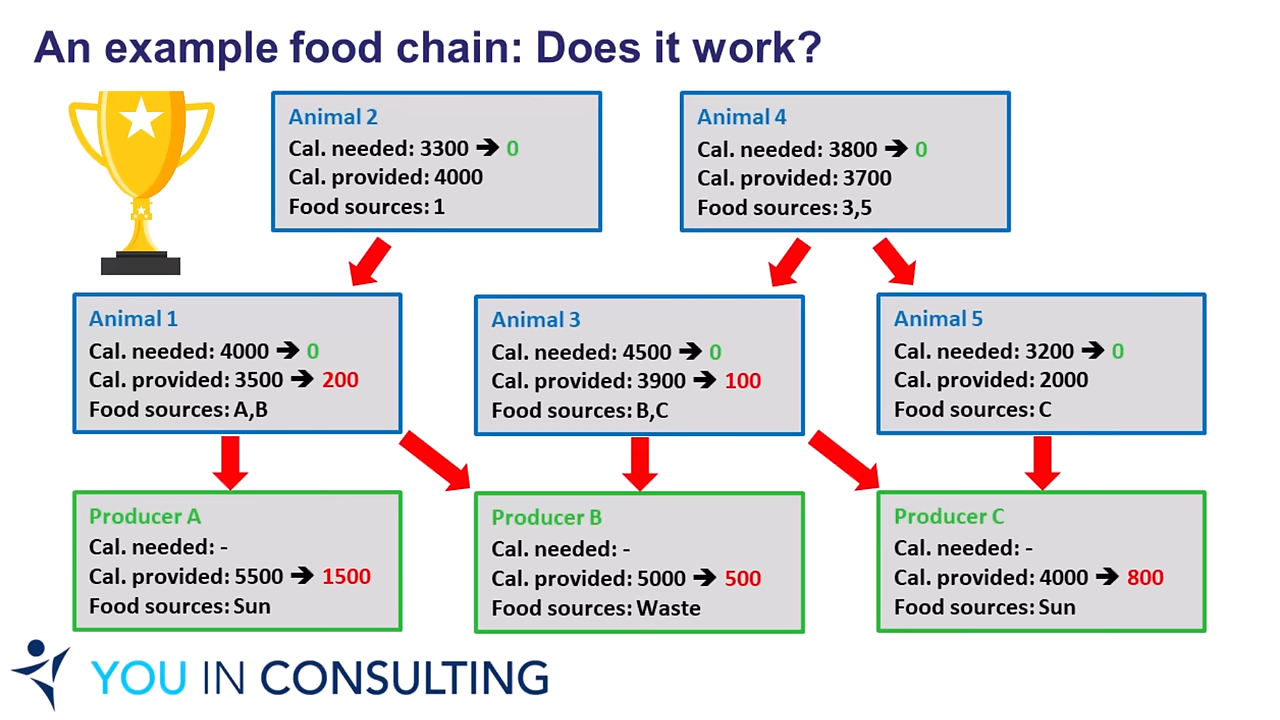 An example food chain: Does it work?
Animal 2
Cal. needed: 3300 ➔ 0
Cal. provided: 4000
Food sources: 1
Animal 4
Cal. needed: 3800 ➔ 0
Cal. provided: 3700
Food sources: 3,5
Animal 1
Cal. needed: 4000 ➔ 0
Cal. provided: 3500 ➔ 200
Food sources: A,B
Animal 3
Cal. needed: 4500 ➔ 0
Cal. provided: 3900 ➔ 100
Food sources: B,C
Animal 5
Cal. needed: 3200 ➔ 0
Cal. provided: 2000
Food sources: C
Producer A
Cal. needed: -
Cal. provided: 5500 ➔ 1500
Food sources: Sun
Producer B
Cal. needed: -
Cal. provided: 5000 ➔ 500
Food sources: Waste
Producer C
Cal. needed: -
Cal. provided: 4000 ➔ 800
Food sources: Sun
YOU IN CONSULTING